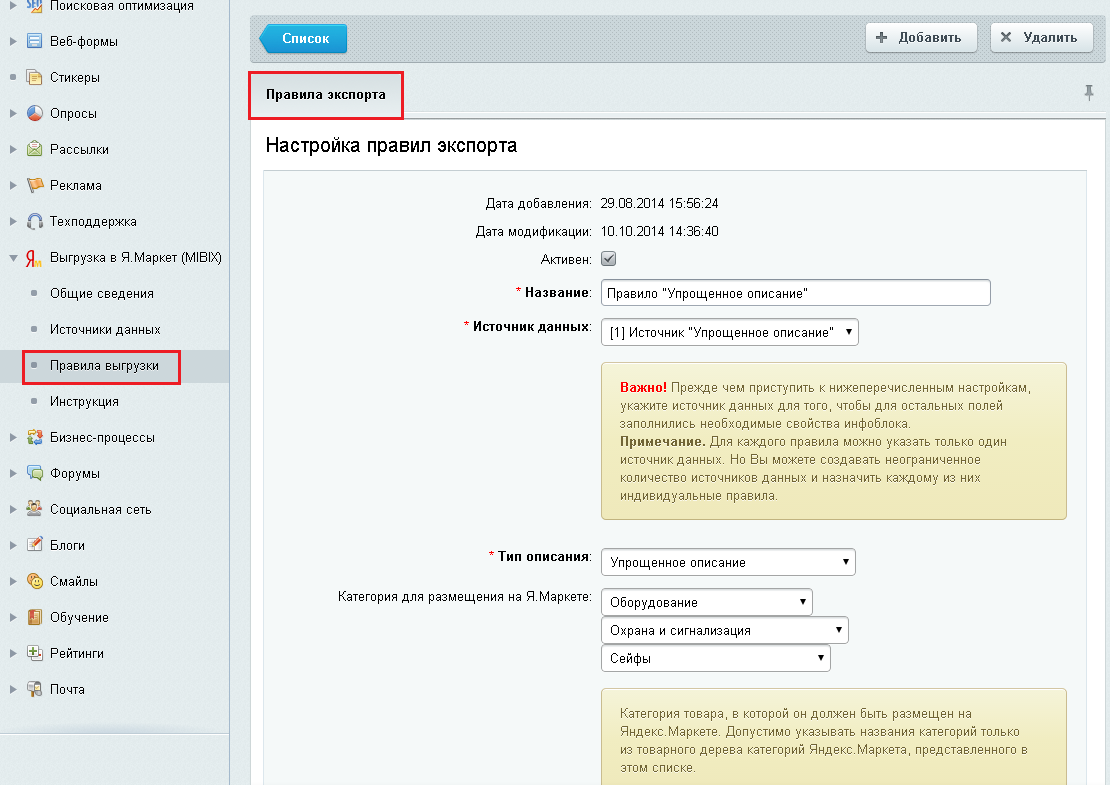 Поисковая оптимизация
Веб-формы
Стикеры
Опросы
Рассылки
Реклама
Техподдержка
Выгрузка в Я.Маркет (MIBIX)
Общие сведения
Источники данных
Правила выгрузки
Инструкция
Бизнес-процессы
Форумы
Социальная сеть
Блоги
Смайлы
Обучение
Рейтинги
Почта
Список
Добавить
Удалить
Правила экспорта
Настройка правил экспорта
Дата добавления: 29.08.2014 15:56:24
Дата модификации: 10.10.2014 14:36:40
Активен:
* Название: Правило "Упрощенное описание"
* Источник данных: [1] Источник "Упрощенное описание"
Важно! Прежде чем приступить к нижеперечисленным настройкам,
укажите источник данных для того, чтобы для остальных полей
заполнились необходимые свойства инфоблока.
Примечание. Для каждого правила можно указать только один
источник данных. Но Вы можете создавать неограниченное
количество источников данных и назначить каждому из них
индивидуальные правила.
* Тип описания: Упрощенное описание
Категория для размещения на Я.Маркете: Оборудование
Охрана и сигнализация
Сейфы
Категория товара, в которой он должен быть размещен на
Яндекс.Маркете. Допустимо указывать названия категорий только
из товарного дерева категорий Яндекс.Маркета, представленного в
этом списке.